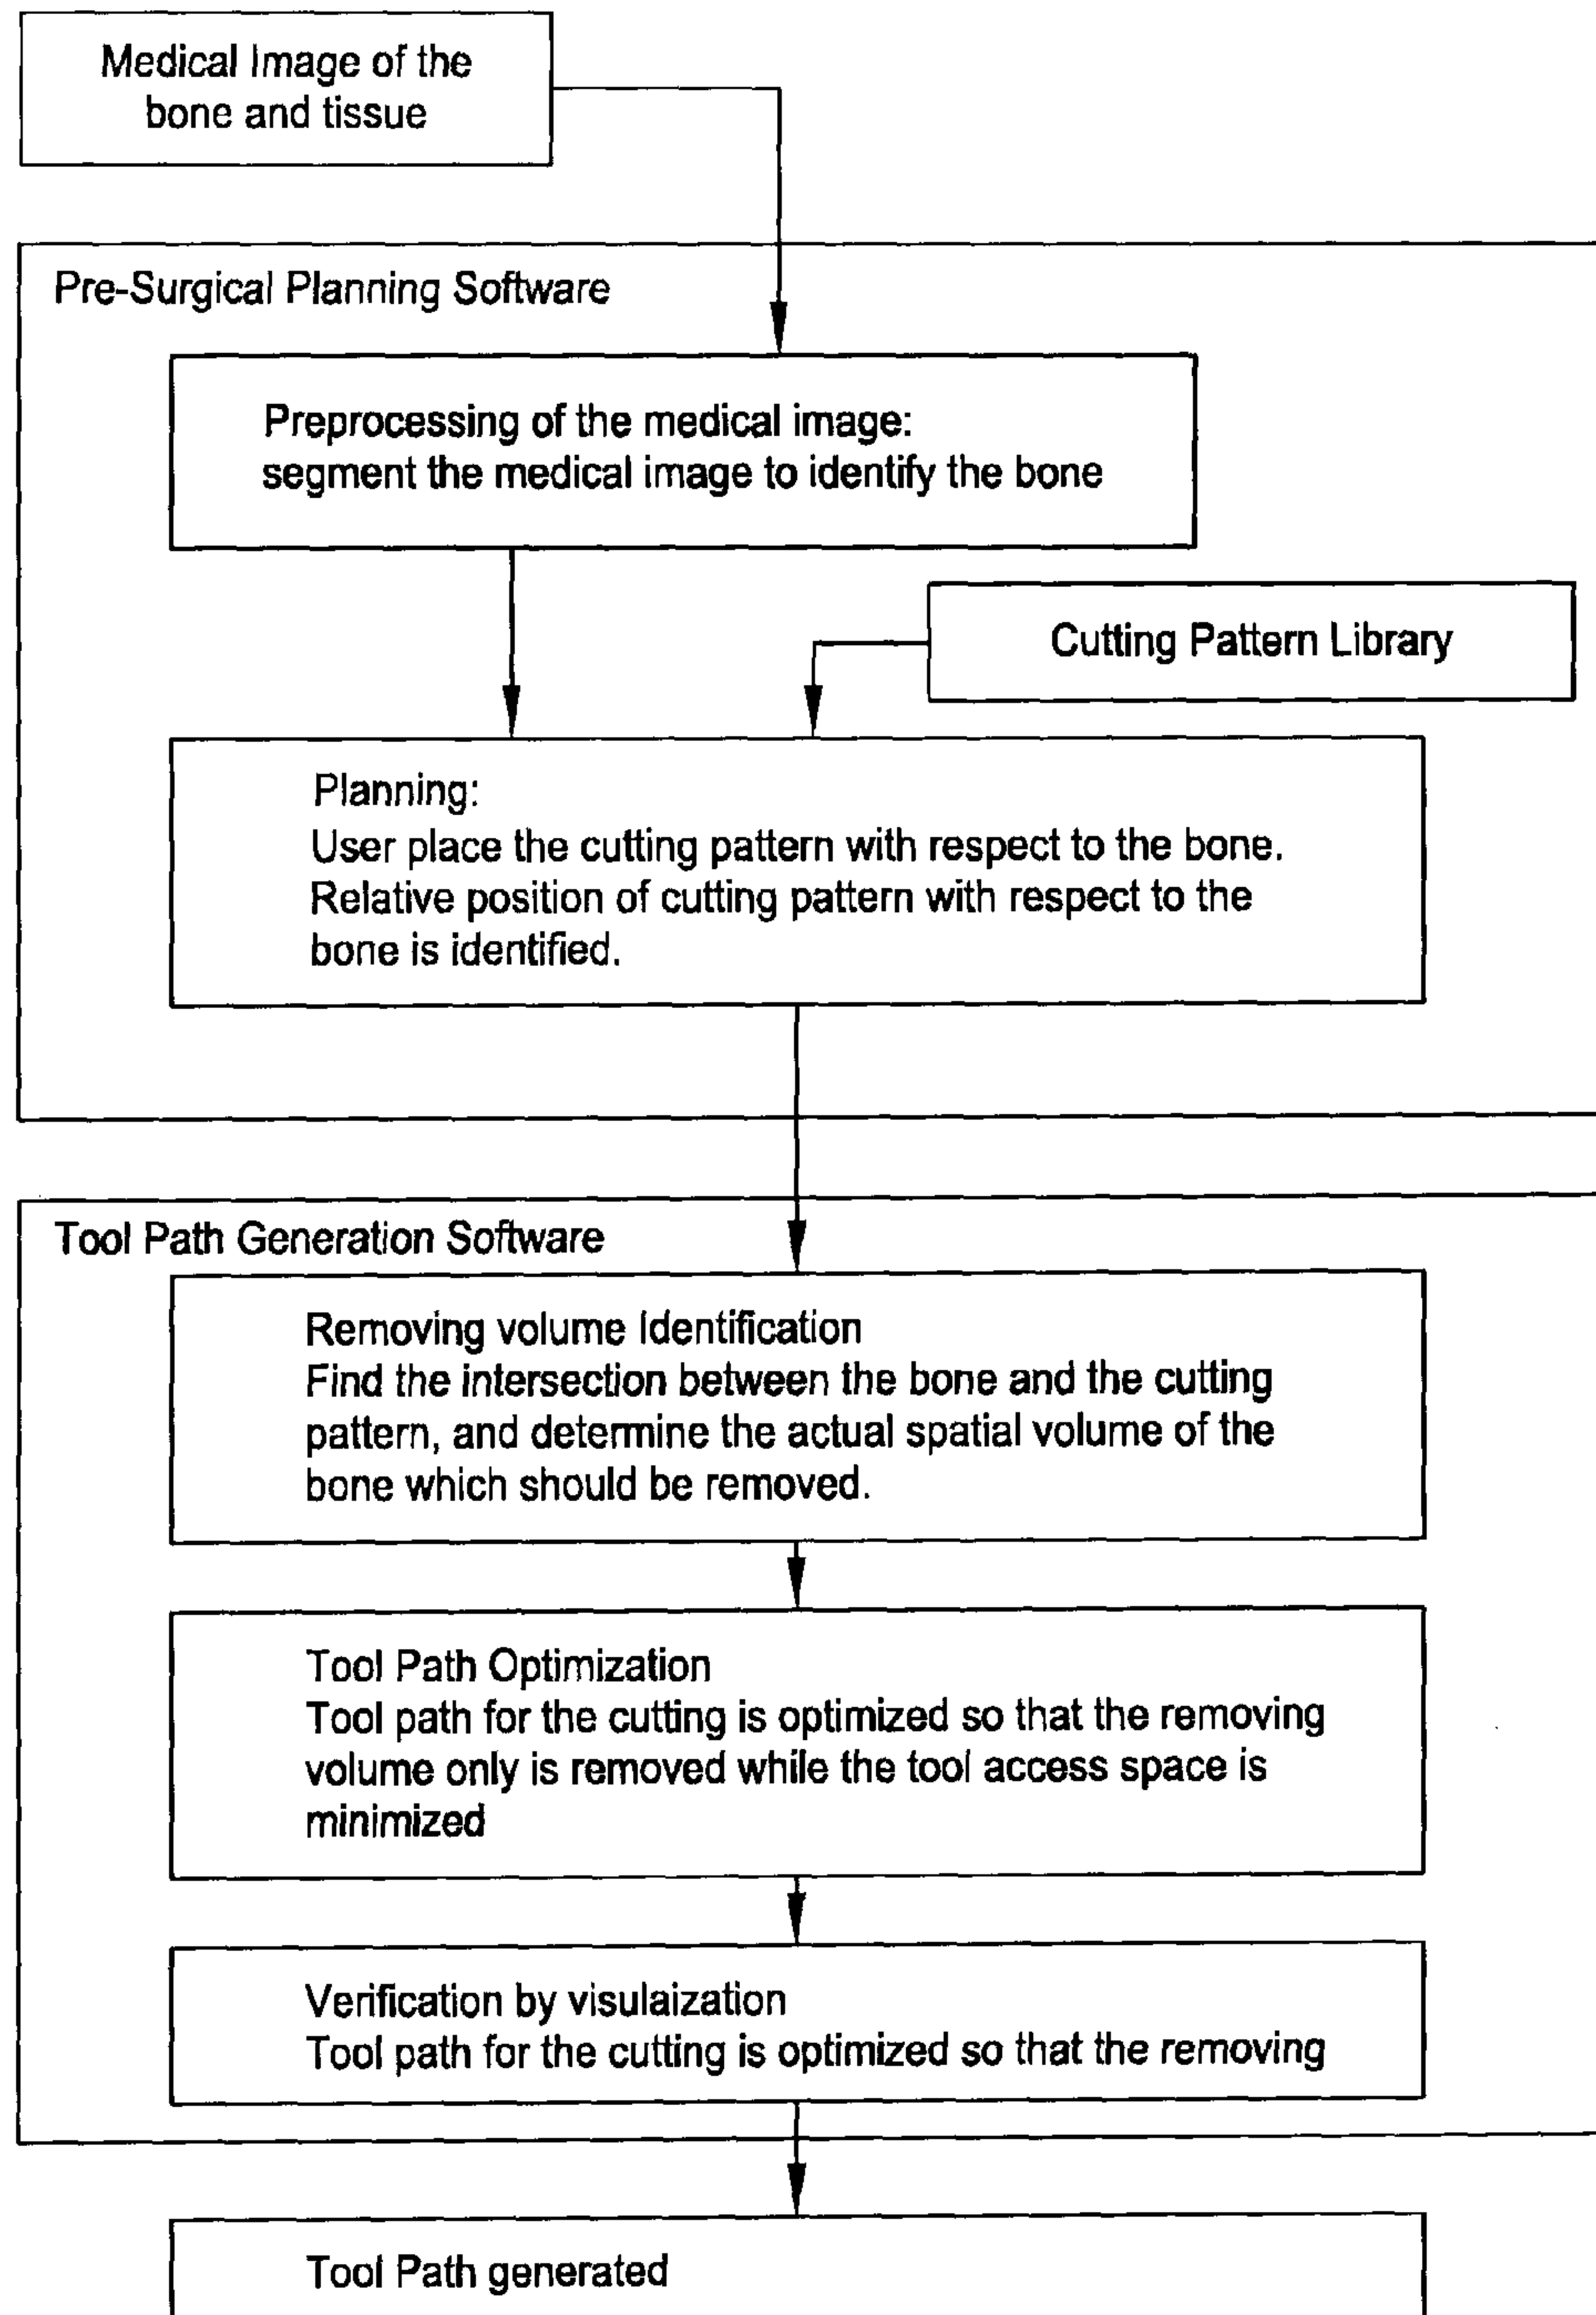 Medical Image of the
bone and tissue
Pre-Surgical Planning Software
Preprocessing of the medical image:
segment the medical image to identify the bone
Cutting Pattern Library
Planning:
User place the cutting pattern with respect to the bone.
Relative position of cutting pattern with respect to the
bone is identified.
Tool Path Generation Software
Removing volume Identification
Find the intersection between the bone and the cutting
pattern, and determine the actual spatial volume of the
bone which should be removed.
Tool Path Optimization
Tool path for the cutting is optimized so that the removing
volume only is removed while the tool access space is
minimized
Verification by visulaization
Tool path for the cutting is optimized so that the removing
Tool Path generated